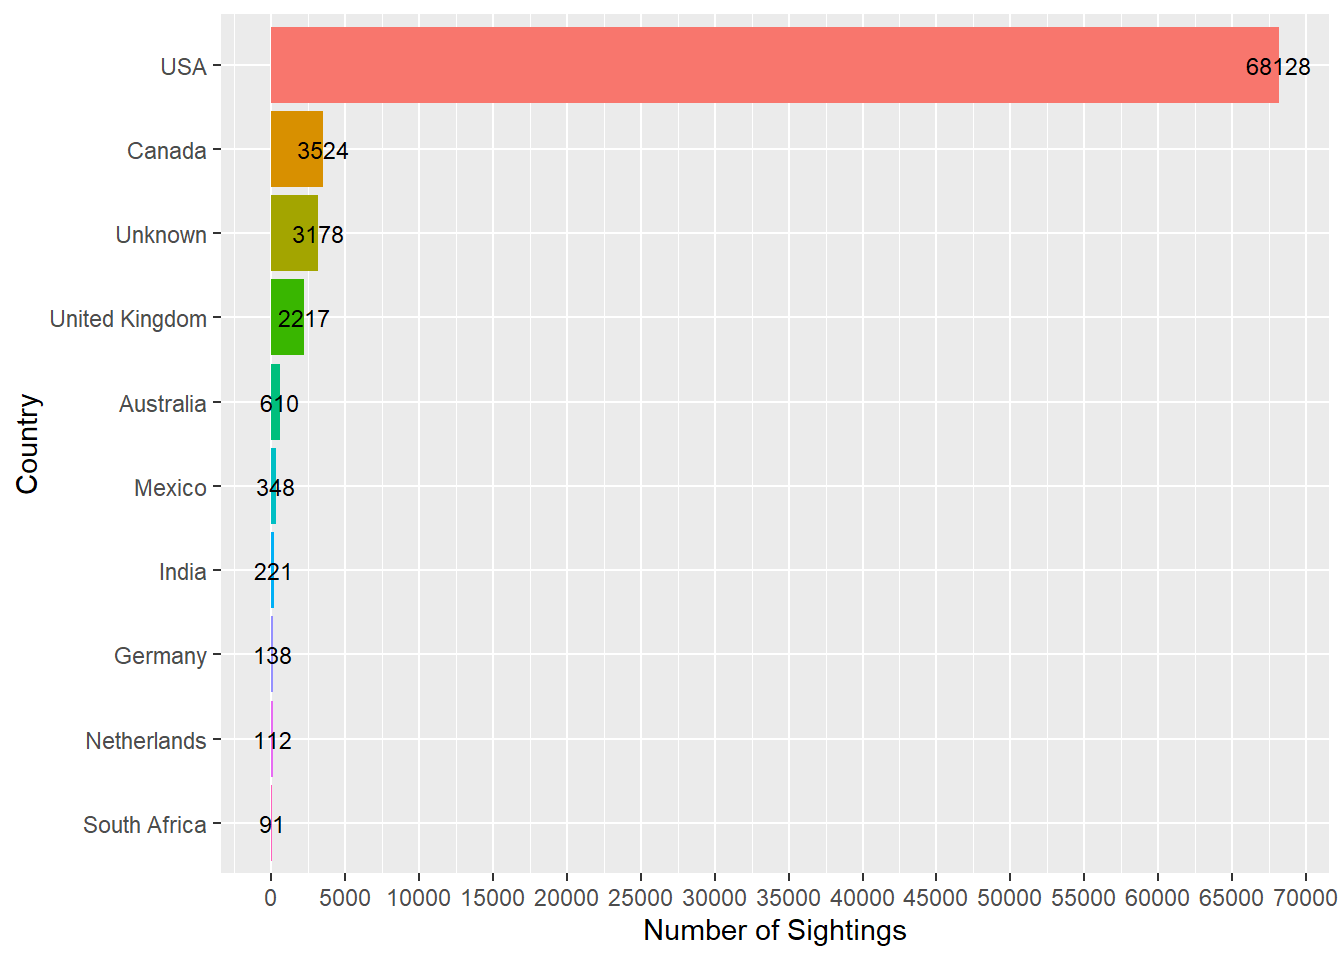 USA 68128
Canada 3524
Unknown 3178
United Kingdom 2217
Australia 610
Country
Mexico 348
India 221
Germany 138
Netherlands 112
South Africa 91
0 5000 10000 15000 20000 25000 30000 35000 40000 45000 50000 55000 60000 65000 70000
Number of Sightings